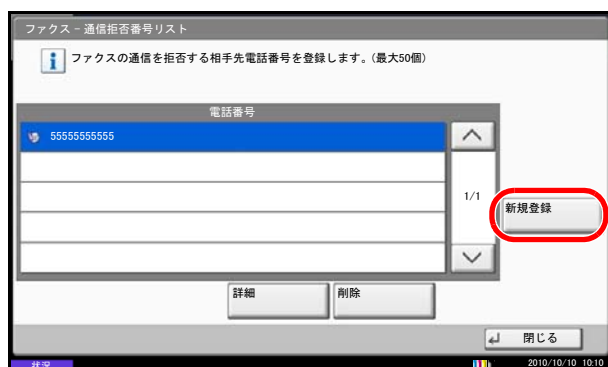 ファクス - 通信拒否番号リスト
ファクスの通信を拒否する相手先電話番号を登録します。(最大50個)
電話番号
55555555555
1/1
新規登録
詳細
削除
閉じる
状況
2010/10/10 10:10